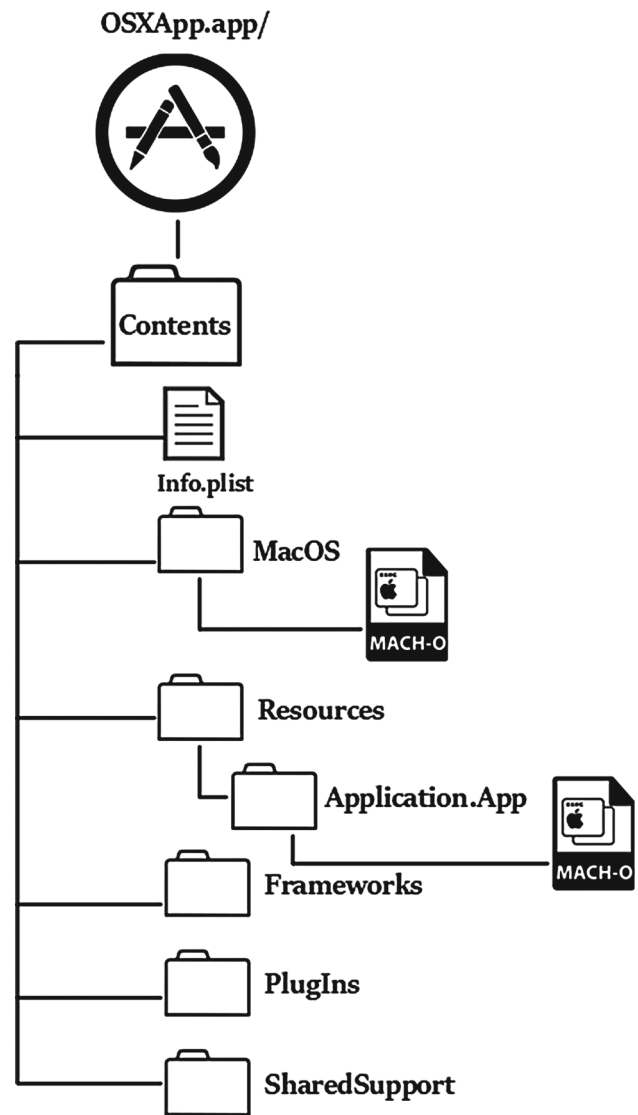 OSXApp.app/
Contents
Info.plist
MacOS
MACH-O
Resources
Application.App
MACH-O
Frameworks
PlugIns
SharedSupport